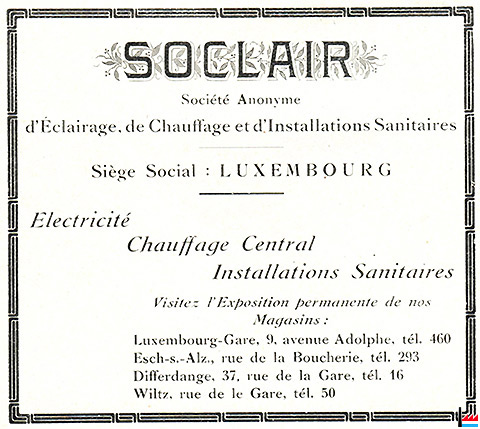 SOCLAIR
Société Anonyme
d'Éclairage, de Chauffage et d'Installations Sanitaires
Siège Social : LUXEMBOURG
Electricité
Chauffage Central
Installations Sanitaires
Visitez l'Exposition permanente de nos
Magasins :
Luxembourg-Gare, 9, avenue Adolphe, tél. 460
Esch-s.-Alz., rue de la Boucherie, tél. 293
Differdange, 37, rue de la Gare, tél. 16
Wiltz, rue de le Gare, tél. 50